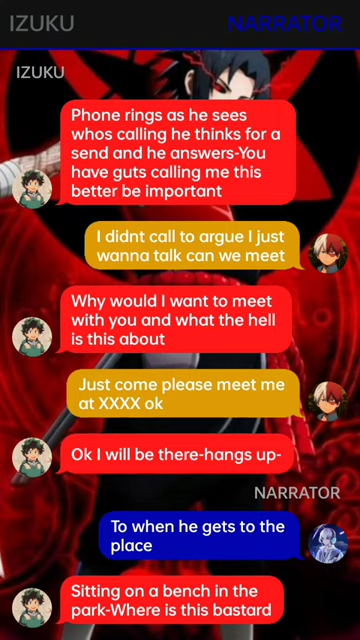 IZUKU
NARRATOR
IZUKU
Phone rings as he sees
whos calling he thinks for a
send and he answers-You
have guts calling me this
better be important
I didnt call to argue I just
wanna talk can we meet
Why would I want to meet
with you and what the hell
is this about
Just come please meet me
at XXXX ok
Ok I will be there-hangs up-
NARRATOR
To when he gets to the
place
Sitting on a bench in the
park-Where is this bastard